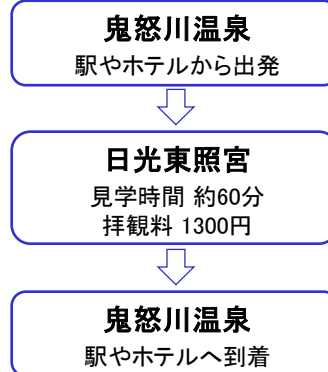 鬼怒川温泉
駅やホテルから出発
日光東照宮
見学時間 約60分
拝観料 1300円
鬼怒川温泉
駅やホテルへ到着